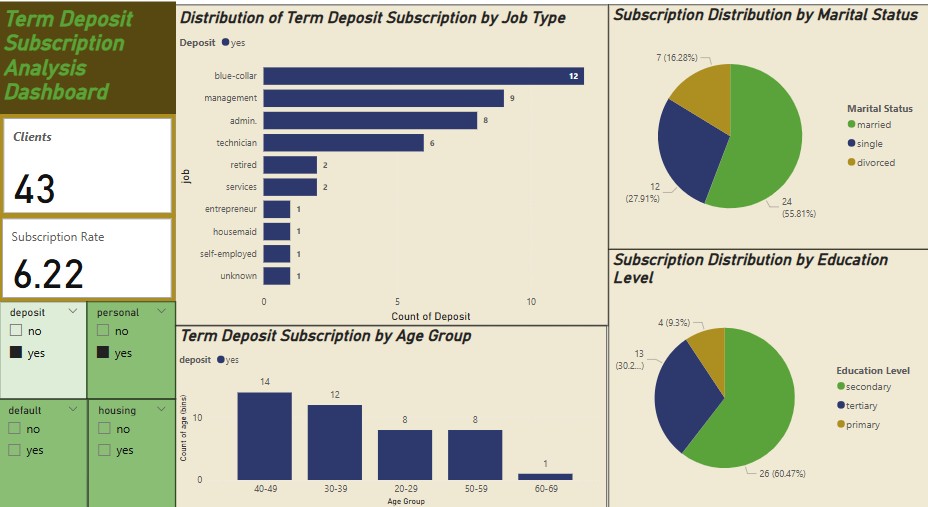 Term Deposit
Subscription
Analysis
Dashboard
Clients
43
Subscription Rate
6.22
deposit
no
yes
personal
no
yes
default
no
yes
housing
no
yes
Distribution of Term Deposit Subscription by Job Type
Deposit yes
job
blue-collar 12
management 9
admin. 8
technician 6
retired 2
services 2
entrepreneur 1
housemaid 1
self-employed 1
unknown 1
0 5 10
Count of Deposit
Term Deposit Subscription by Age Group
deposit yes
Count of age (bins)
10
0
14 12 8 8 1
40-49 30-39 20-29 50-59 60-69
Age Group
Subscription Distribution by Marital Status
7 (16.28%)
12
(27.91%)
24
(55.81%)
Marital Status
married
single
divorced
Subscription Distribution by Education
Level
4 (9.3%)
13
(30.2...)
26 (60.47%)
Education Level
secondary
tertiary
primary